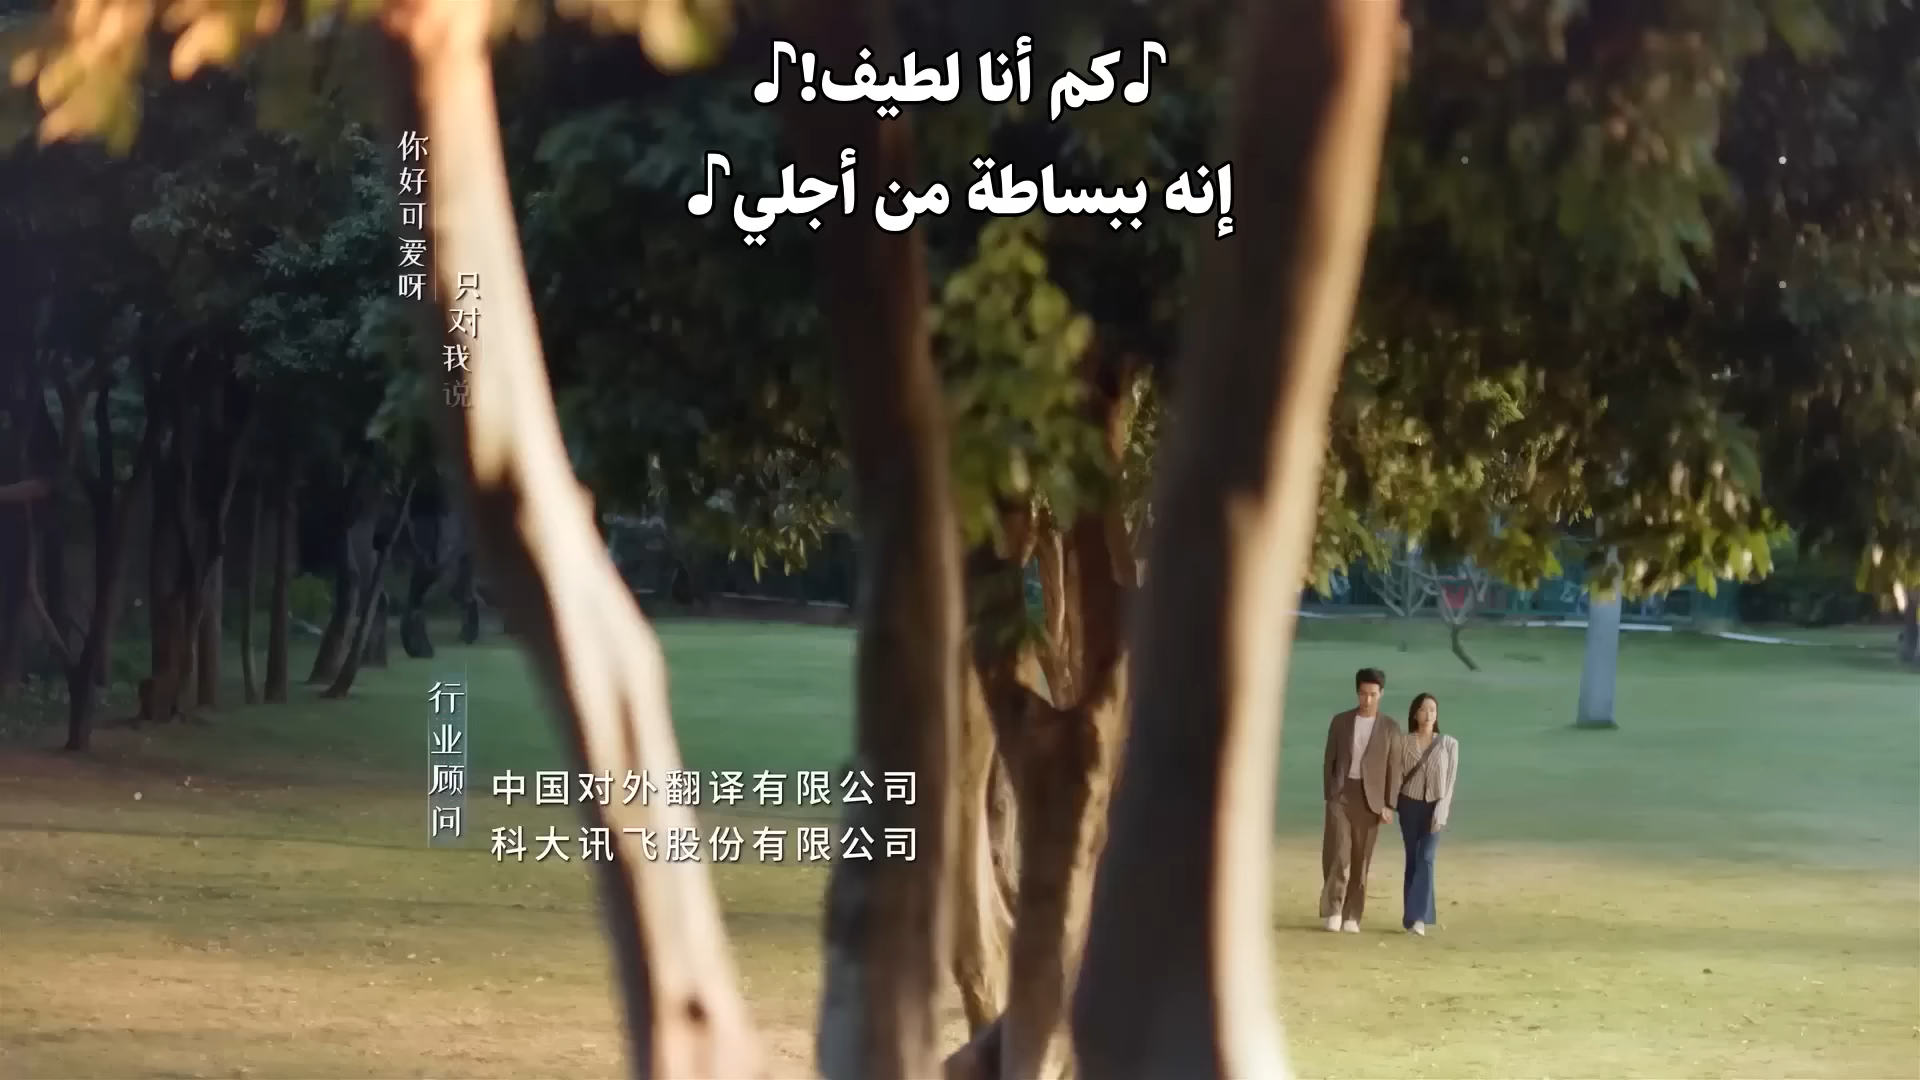 ♪كم أنا لطيف!♪
إنه ببساطة من أجلي♪
你好可爱呀
只对我说
行业顾问
中国对外翻译有限公司
科大讯飞股份有限公司